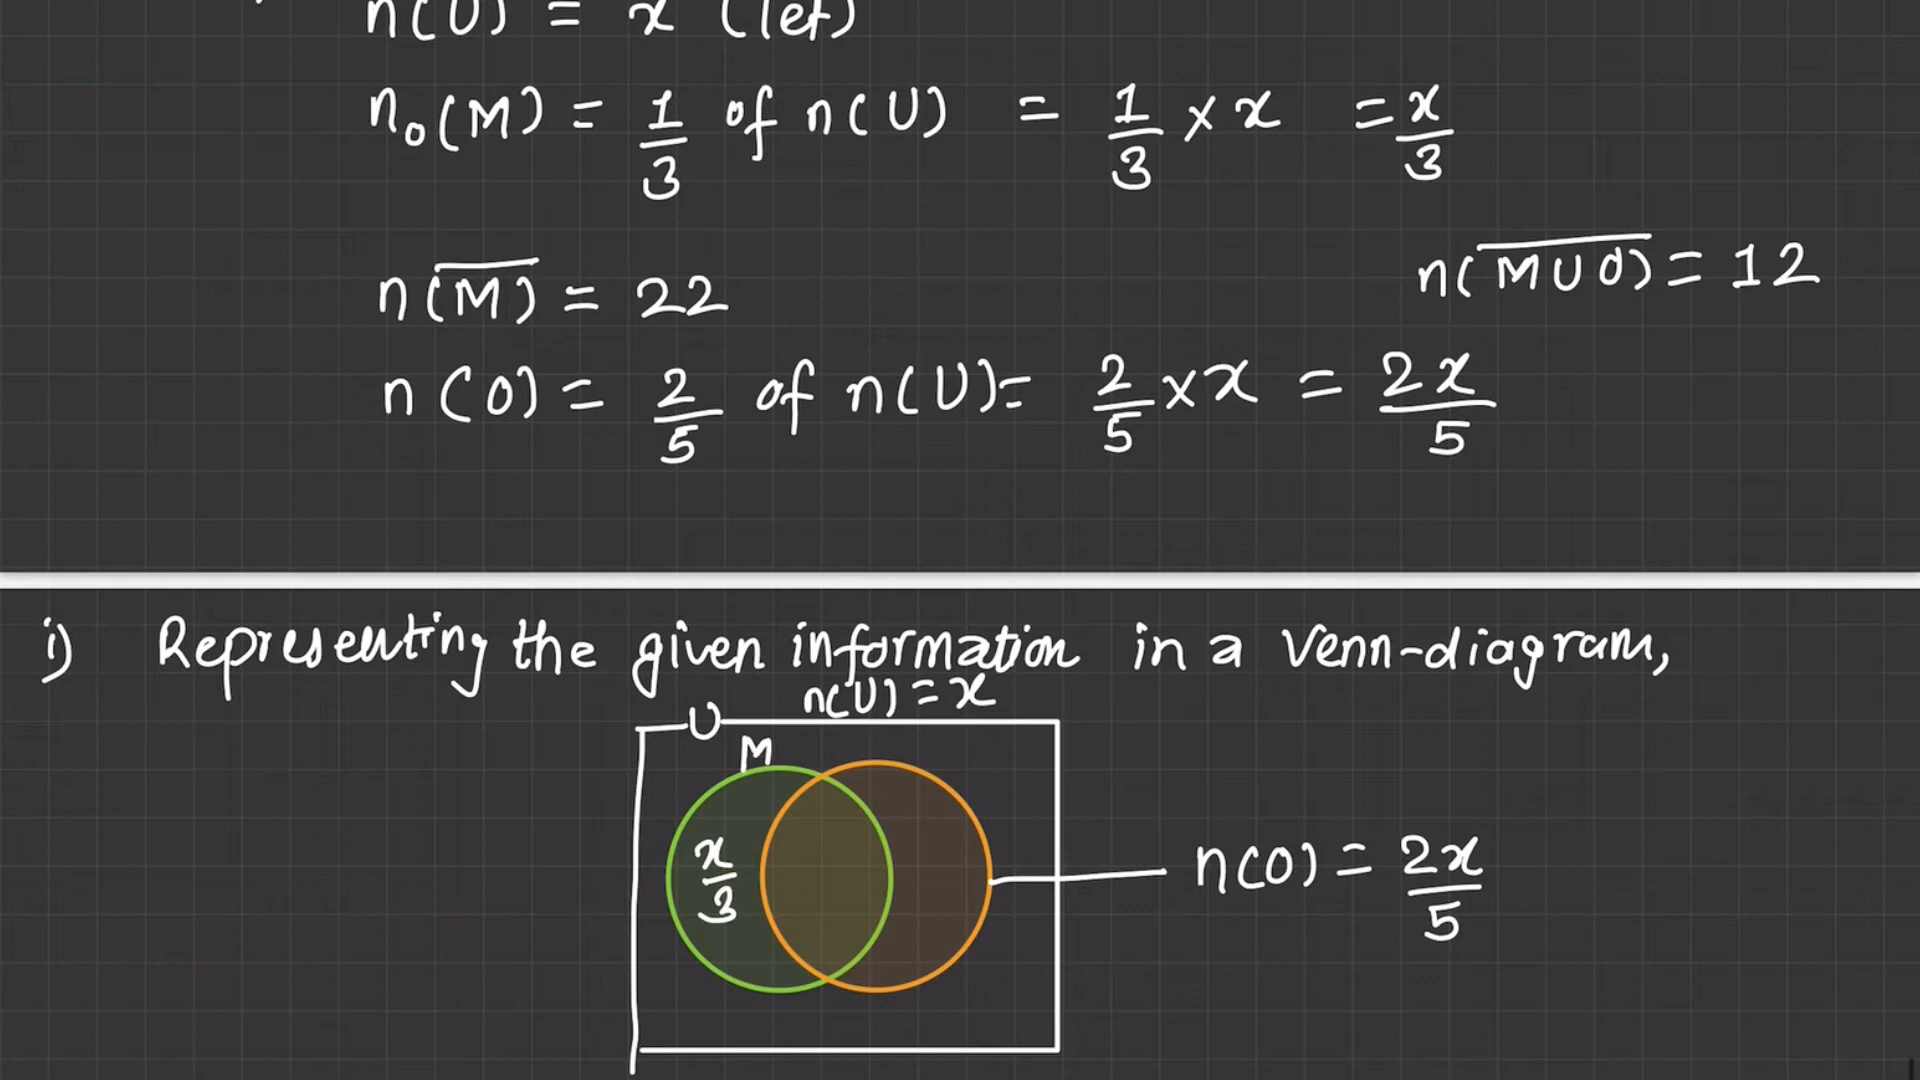 n(U) = x (let)
n₀(M) = 1/3 of n(U) = 1/3 × x = x/3
n(M̅) = 22
n(M̅ ̅U̅ ̅O̅) = 12
n(O) = 2/5 of n(U) = 2/5 × x = 2x/5
i) Representing the given information in a Venn-diagram,
n(U) = x
U
M
x/3
n(O) = 2x/5